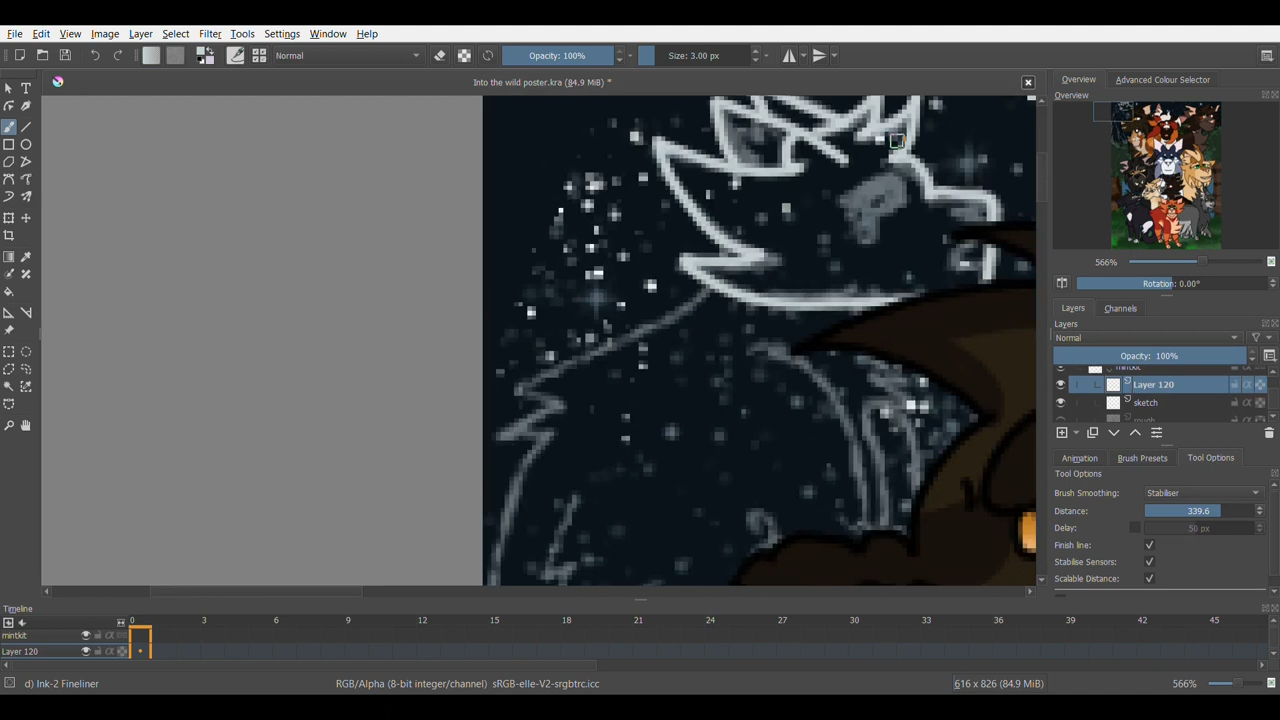 File Edit View Image Layer Select Filter Tools Settings Window Help
Normal Opacity: 100% Size: 3.00 px
Into the wild poster.kra (84.9 MiB) *
Overview Advanced Colour Selector
Overview
566%
Rotation: 0.00°
Layers Channels
Layers
Normal
Opacity: 100%
mintkit
Layer 120
sketch
rough
Animation Brush Presets Tool Options
Tool Options
Brush Smoothing: Stabiliser
Distance: 339.6
Delay: 50 px
Finish line:
Stabilise Sensors:
Scalable Distance:
Timeline
0 3 6 9 12 15 18 21 24 27 30 33 36 39 42 45
mintkit
Layer 120
d) Ink-2 Fineliner RGB/Alpha (8-bit integer/channel) sRGB-elle-V2-srgbtrc.icc 616 x 826 (84.9 MiB) 566%